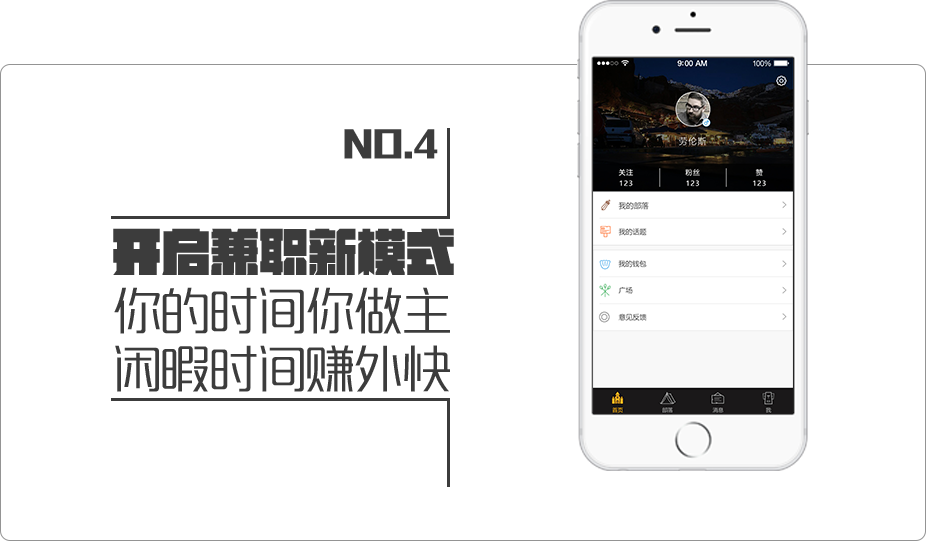 NO.4
开启兼职新模式
你的时间你做主
闲暇时间赚外快
9:00 AM
100%
劳伦斯
关注 粉丝 赞
123 123 123
我的部落
我的话题
我的钱包
广场
意见反馈
首页 部落 消息 我